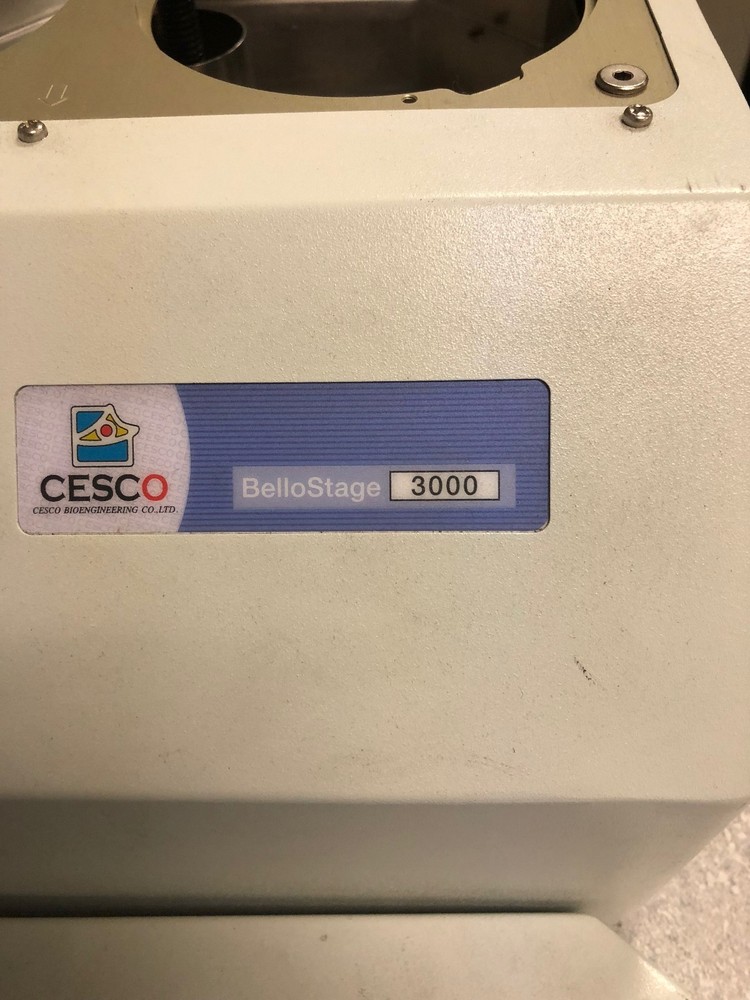 CESCO
CESCO BIOENGINEERING CO.,LTD.
BelloStage 3000